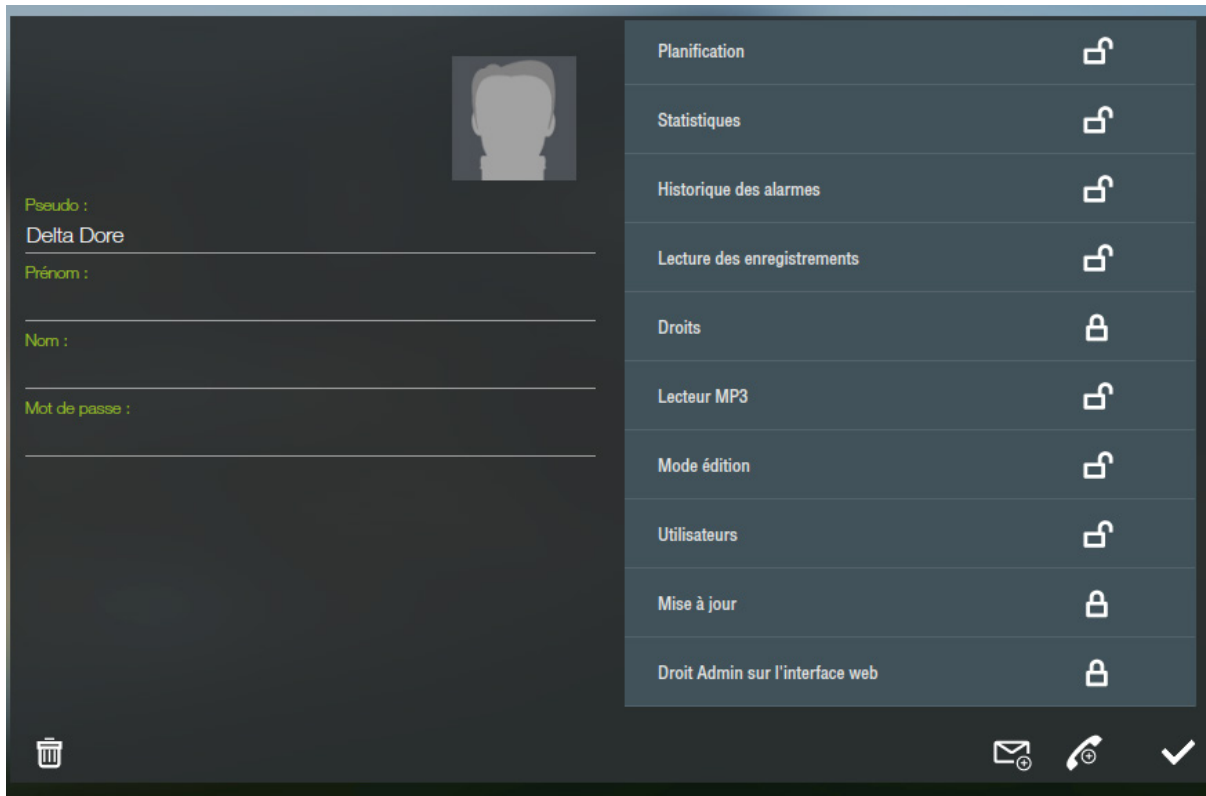 Pseudo :
Delta Dore
Prénom :
Nom :
Mot de passe :
Planification
Statistiques
Historique des alarmes
Lecture des enregistrements
Droits
Lecteur MP3
Mode édition
Utilisateurs
Mise à jour
Droit Admin sur l'interface web